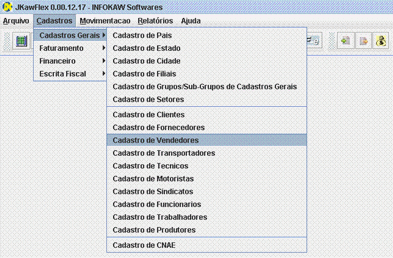 JKawFlex 0.00.12.17 - INFOKAW Softwares
Arquivo Cadastros Movimentacao Relatórios Ajuda
Cadastros Gerais
Faturamento
Financeiro
Escrita Fiscal
Cadastro de País
Cadastro de Estado
Cadastro de Cidade
Cadastro de Filiais
Cadastro de Grupos/Sub-Grupos de Cadastros Gerais
Cadastro de Setores
Cadastro de Clientes
Cadastro de Fornecedores
Cadastro de Vendedores
Cadastro de Transportadores
Cadastro de Tecnicos
Cadastro de Motoristas
Cadastro de Sindicatos
Cadastro de Funcionarios
Cadastro de Trabalhadores
Cadastro de Produtores
Cadastro de CNAE